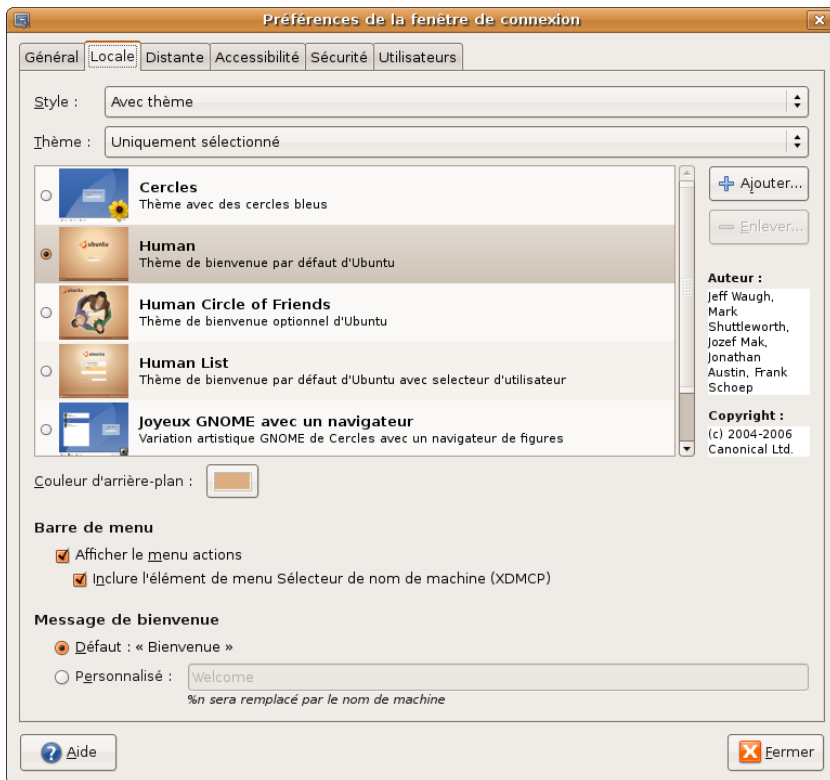 Préférences de la fenêtre de connexion
Général
Locale
Distante
Accessibilité
Sécurité
Utilisateurs
Style :
Avec thème
Thème :
Uniquement sélectionné
Cercles
Thème avec des cercles bleus
ubuntu
Human
Thème de bienvenue par défaut d'Ubuntu
Human Circle of Friends
Thème de bienvenue optionnel d'Ubuntu
Human List
Thème de bienvenue par défaut d'Ubuntu avec selecteur d'utilisateur
Joyeux GNOME avec un navigateur
Variation artistique GNOME de Cercles avec un navigateur de figures
Ajouter...
Enlever...
Auteur :
Jeff Waugh,
Mark
Shuttleworth,
Jozef Mak,
Jonathan
Austin, Frank
Schoep
Copyright :
(c) 2004-2006
Canonical Ltd.
Couleur d'arrière-plan :
Barre de menu
Afficher le menu actions
Inclure l'élément de menu Sélecteur de nom de machine (XDMCP)
Message de bienvenue
Défaut : « Bienvenue »
Personnalisé :
Welcome
%n sera remplacé par le nom de machine
Aide
Fermer